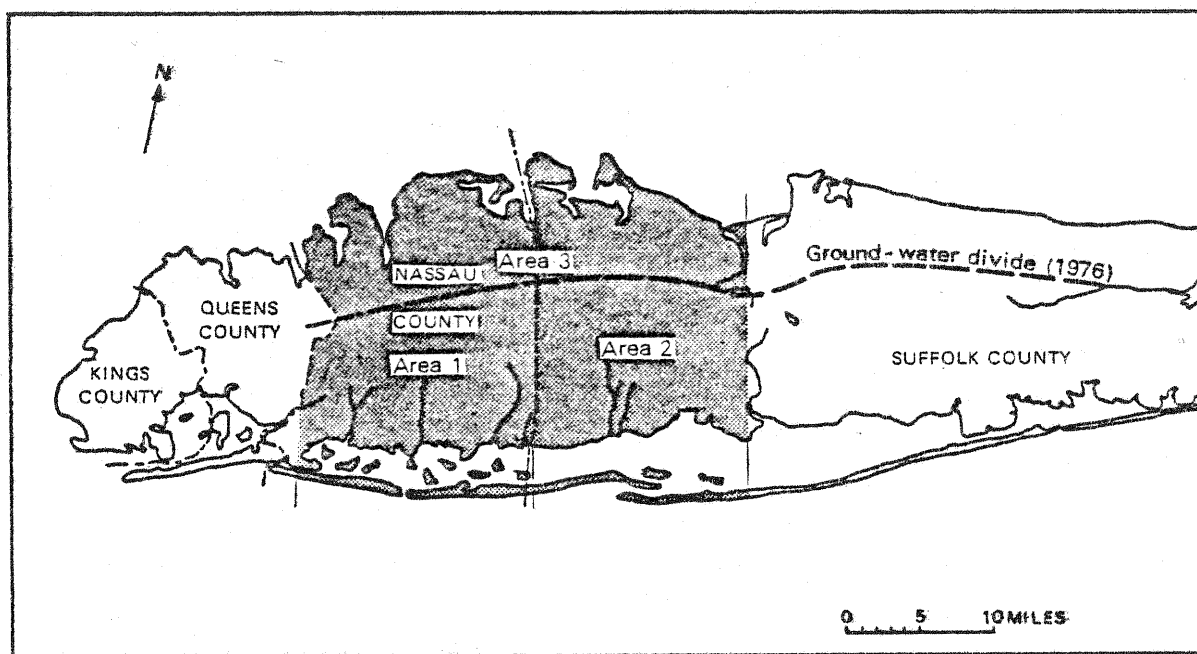 N
Area 3
NASSAU
Ground-water divide (1976)
QUEENS
COUNTY
COUNTY
Area 2
Area 1
SUFFOLK COUNTY
KINGS
COUNTY
0 5 10 MILES